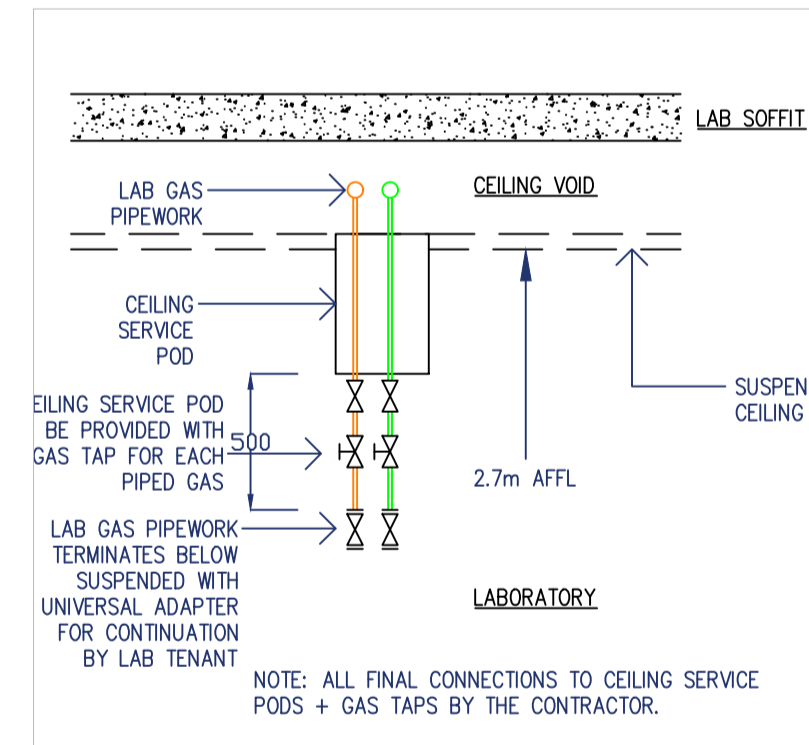 LAB SOFFIT
LAB GAS
PIPEWORK
CEILING VOID
CEILING
SERVICE
POD
SUSPEN
CEILING
EILING SERVICE POD
BE PROVIDED WITH
GAS TAP FOR EACH
PIPED GAS
500
2.7m AFFL
LAB GAS PIPEWORK
TERMINATES BELOW
SUSPENDED WITH
UNIVERSAL ADAPTER
FOR CONTINUATION
BY LAB TENANT
LABORATORY
NOTE: ALL FINAL CONNECTIONS TO CEILING SERVICE
PODS + GAS TAPS BY THE CONTRACTOR.